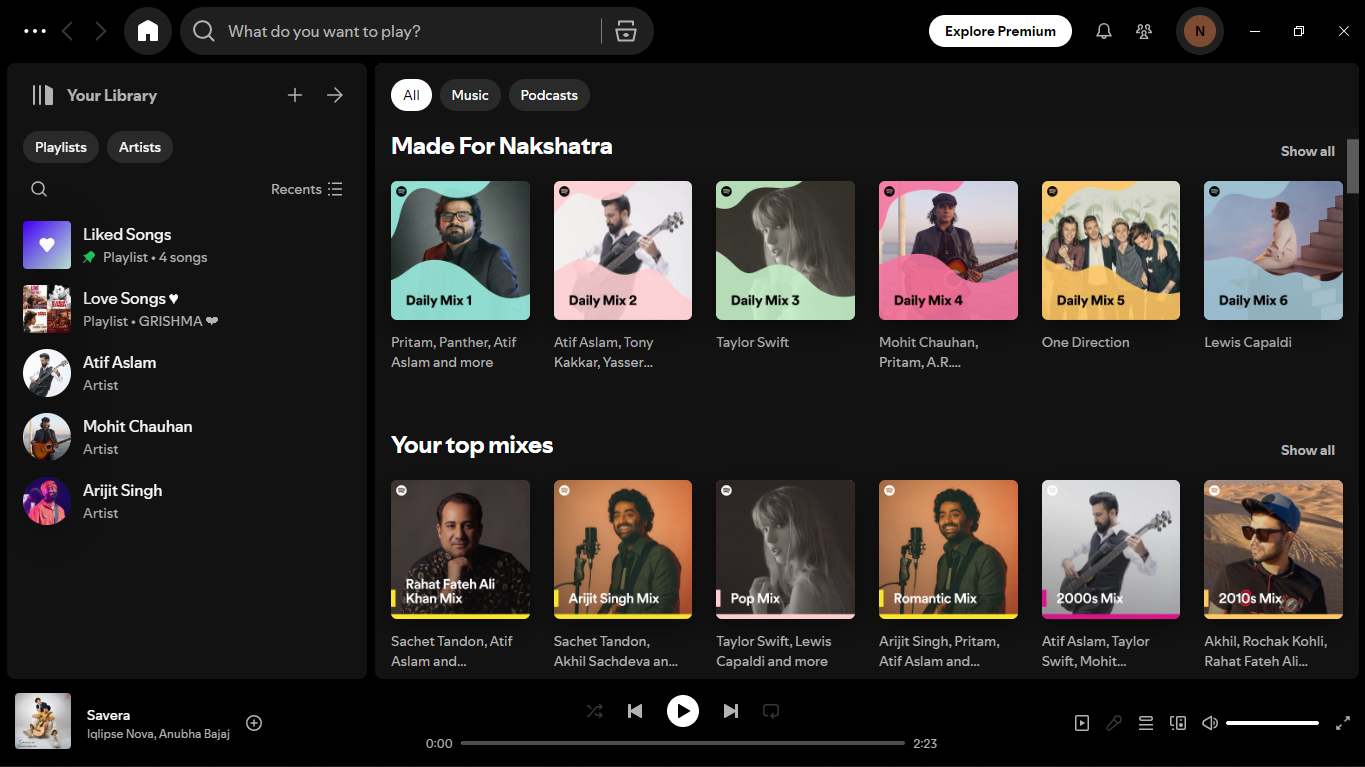 What do you want to play?
Explore Premium
N
Your Library
Playlists
Artists
Recents
Liked Songs
Playlist • 4 songs
Love Songs ♥
Playlist • GRISHMA ❤
Atif Aslam
Artist
Mohit Chauhan
Artist
Arijit Singh
Artist
All
Music
Podcasts
Made For Nakshatra
Show all
Daily Mix 1
Daily Mix 2
Daily Mix 3
Daily Mix 4
Daily Mix 5
Daily Mix 6
Pritam, Panther, Atif
Aslam and more
Atif Aslam, Tony
Kakkar, Yasser...
Taylor Swift
Mohit Chauhan,
Pritam, A.R....
One Direction
Lewis Capaldi
Your top mixes
Show all
Rahat Fateh Ali
Khan Mix
Arijit Singh Mix
Pop Mix
Romantic Mix
2000s Mix
2010s Mix
Sachet Tandon, Atif
Aslam and...
Sachet Tandon,
Akhil Sachdeva an...
Taylor Swift, Lewis
Capaldi and more
Arijit Singh, Pritam,
Atif Aslam and...
Atif Aslam, Taylor
Swift, Mohit...
Akhil, Rochak Kohli,
Rahat Fateh Ali...
Savera
Iqlipse Nova, Anubha Bajaj
0:00
2:23